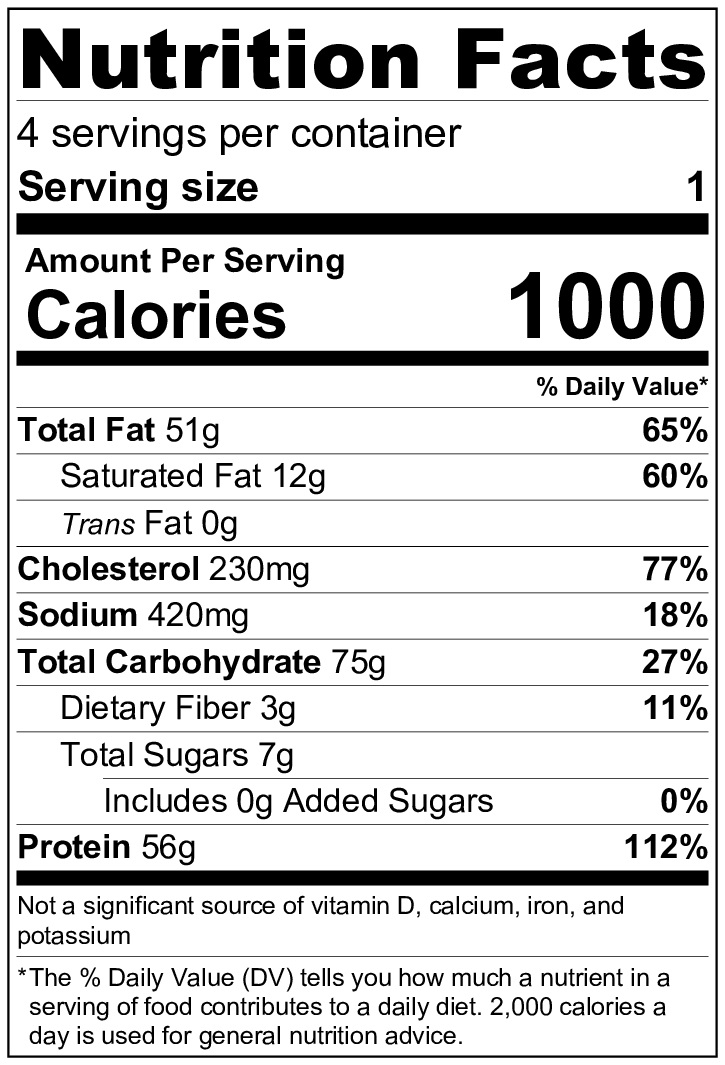 Nutrition Facts
4 servings per container
Serving size 1
Amount Per Serving
Calories 1000
% Daily Value*
Total Fat 51g 65%
Saturated Fat 12g 60%
Trans Fat 0g
Cholesterol 230mg 77%
Sodium 420mg 18%
Total Carbohydrate 75g 27%
Dietary Fiber 3g 11%
Total Sugars 7g
Includes 0g Added Sugars 0%
Protein 56g 112%
Not a significant source of vitamin D, calcium, iron, and
potassium
*The % Daily Value (DV) tells you how much a nutrient in a
serving of food contributes to a daily diet. 2,000 calories a
day is used for general nutrition advice.